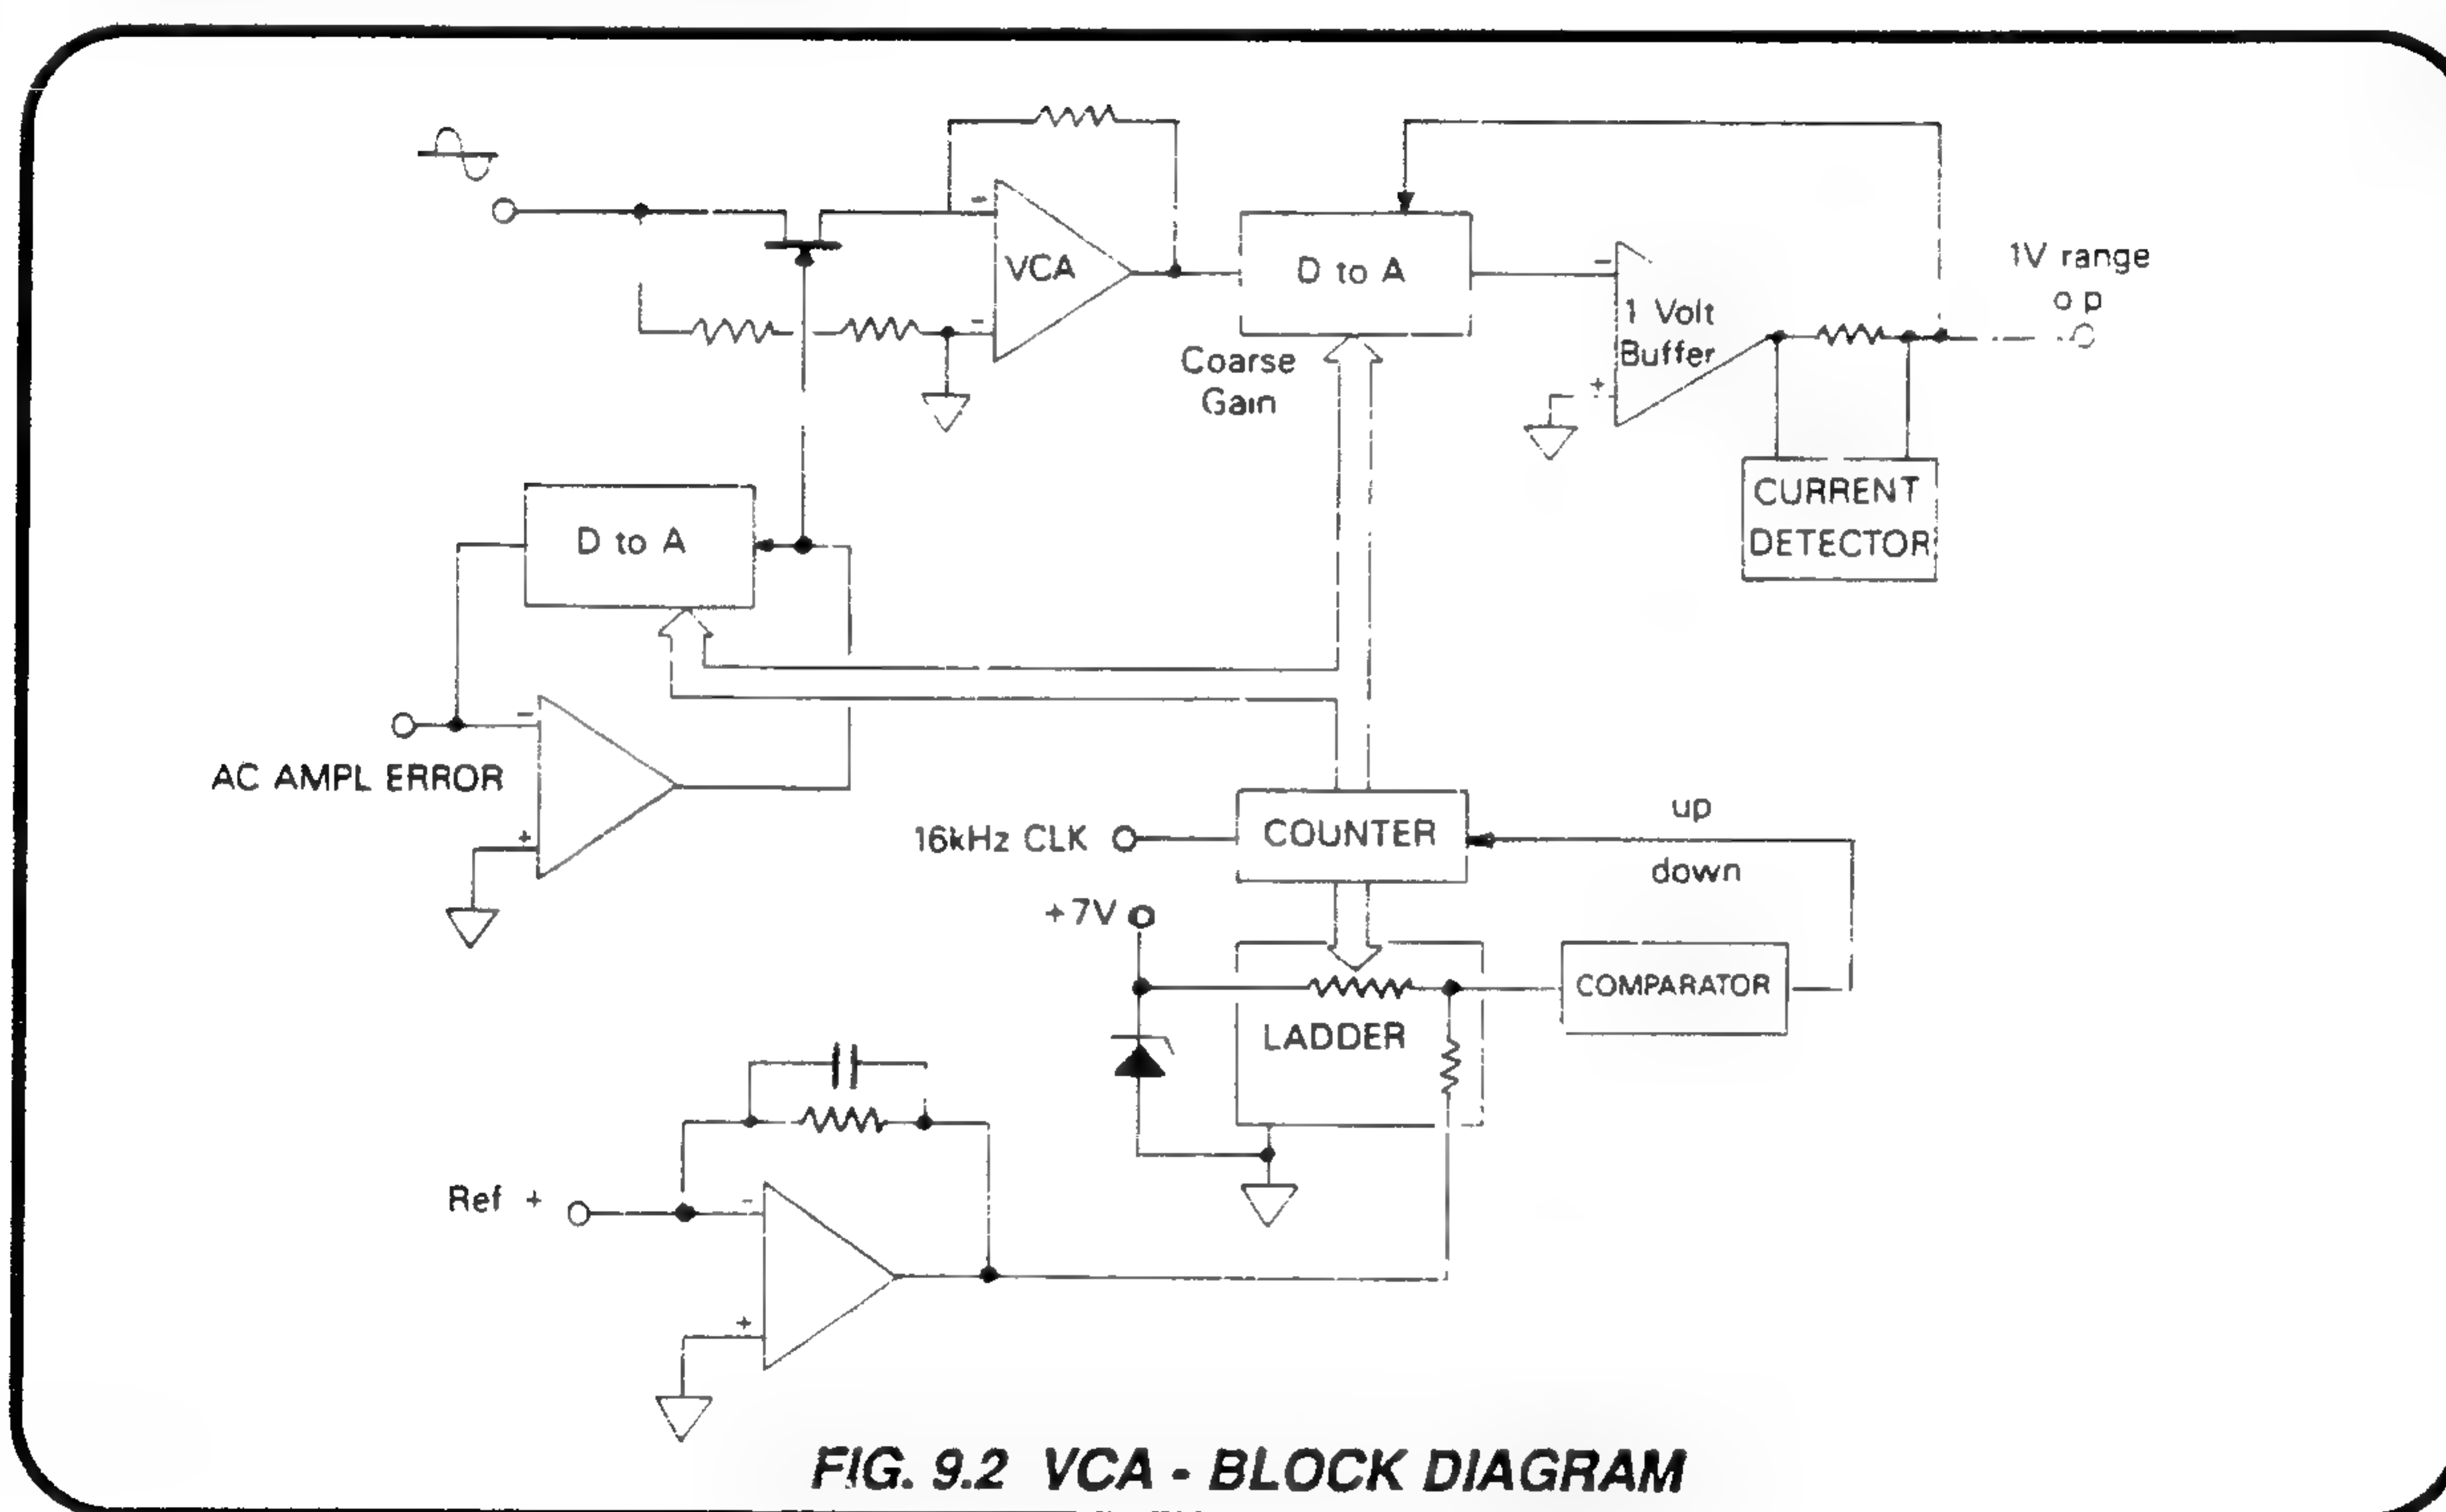 VCA
D to A
1V range
o p
1 Volt
Buffer
Coarse
Gain
D to A
CURRENT
DETECTOR
AC AMPL ERROR
16kHz CLK
COUNTER
up
down
+7V
LADDER
COMPARATOR
Ref +
FIG. 9.2 VCA - BLOCK DIAGRAM